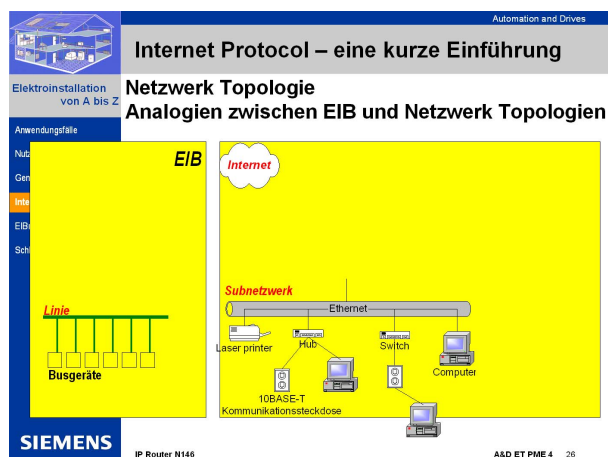 Automation and Drives
Internet Protocol – eine kurze Einführung
Elektroinstallation
von A bis Z
Netzwerk Topologie
Analogien zwischen EIB und Netzwerk Topologien
Anwendungsfälle
EIB
Internet
Linie
Busgeräte
Subnetzwerk
Ethernet
Laser printer
Hub
Switch
Computer
10BASE-T
Kommunikationssteckdose
SIEMENS
IP Router N146
A&D ET PME 4 26